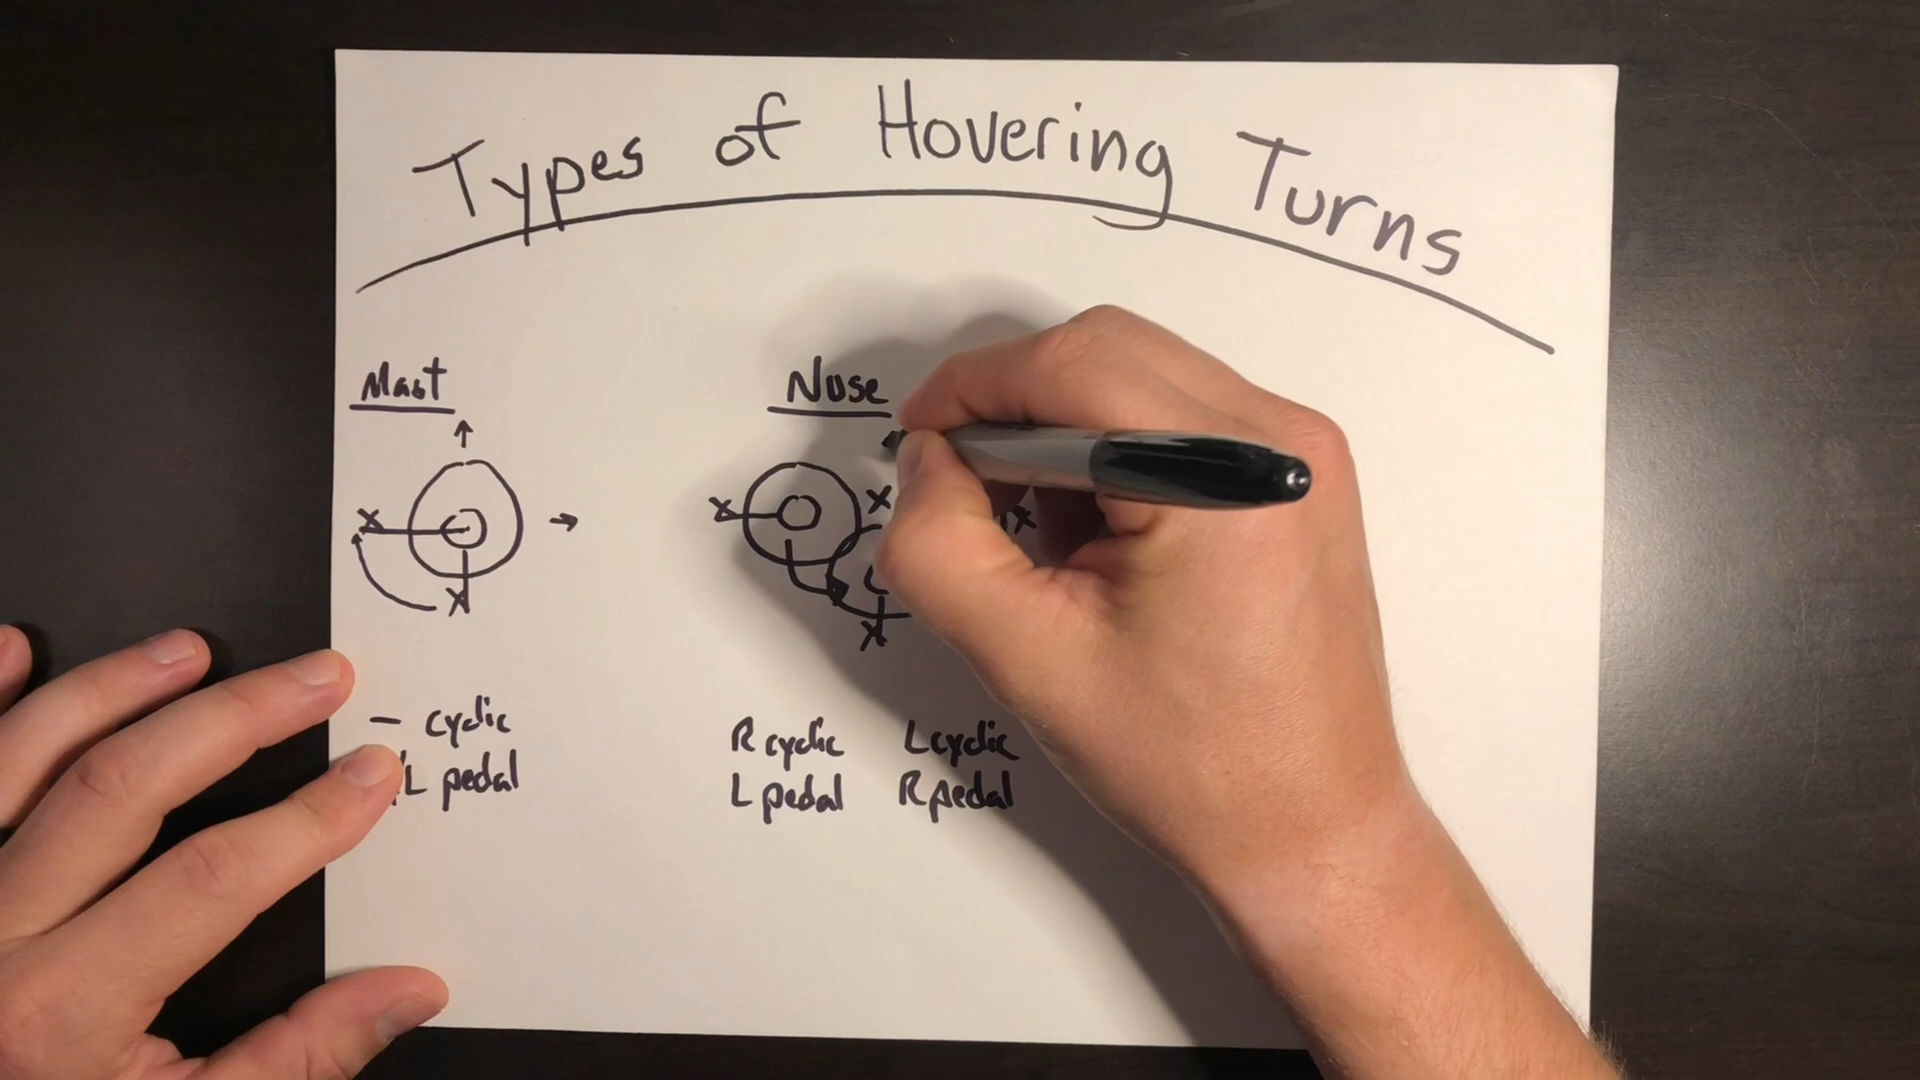 Types of Hovering Turns
Mast
Nose
X
X
X
X
X
X
- cyclic
L pedal
R cyclic
L pedal
L cyclic
R pedal